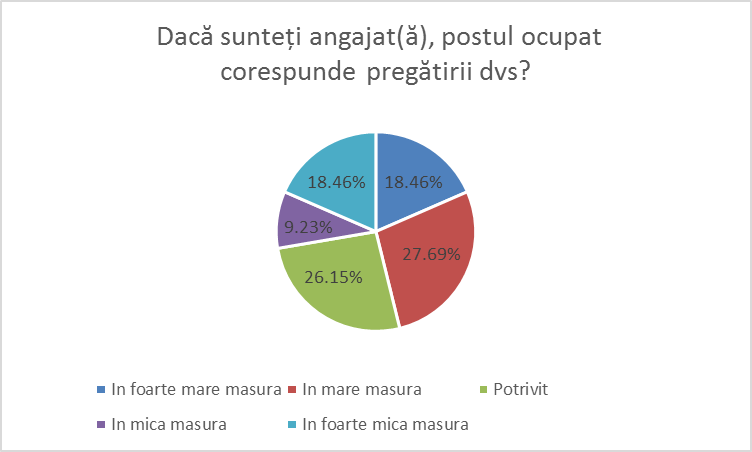 Dacă sunteți angajat(ă), postul ocupat
corespunde pregătirii dvs?
18.46%
18.46%
9.23%
27.69%
26.15%
In foarte mare masura
In mare masura
Potrivit
In mica masura
In foarte mica masura